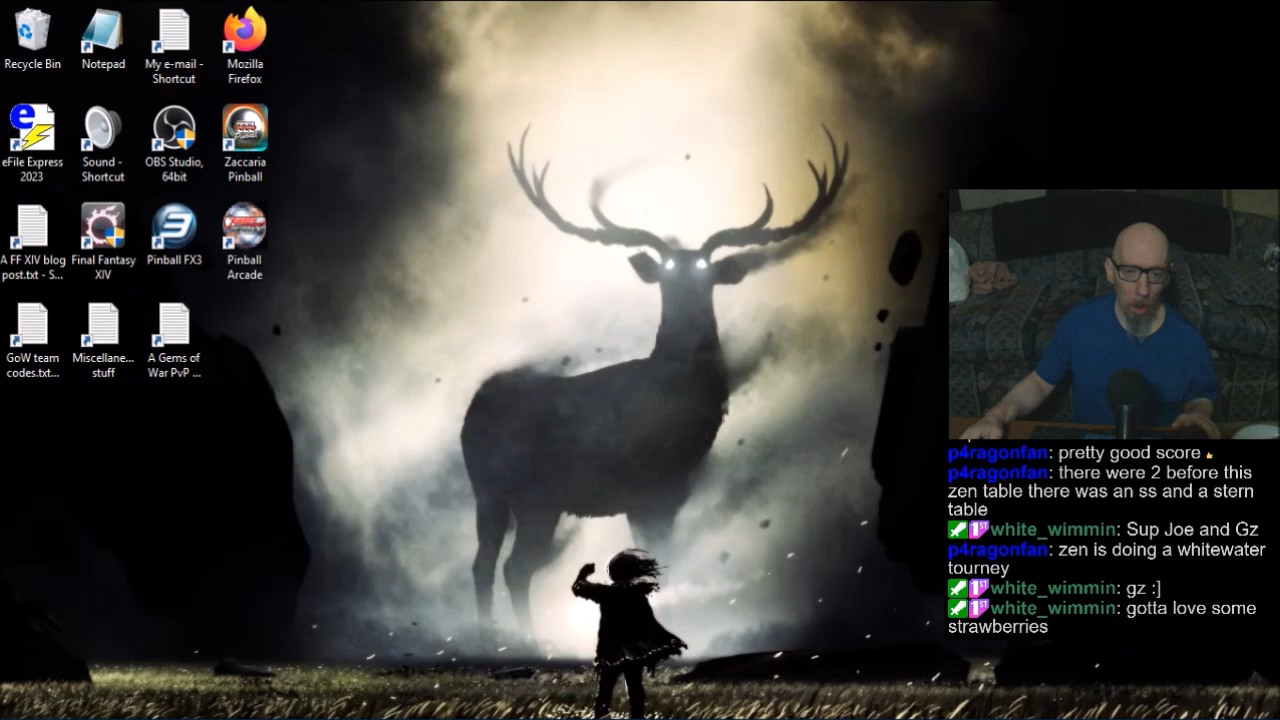 Recycle Bin
Notepad
My e-mail - Shortcut
Mozilla Firefox
eFile Express 2023
Sound - Shortcut
OBS Studio, 64bit
Zaccaria Pinball
A FF XIV blog post.txt - S...
Final Fantasy XIV
Pinball FX3
Pinball Arcade
GoW team codes.txt...
Miscellane... stuff
A Gems of War PvP ...
p4ragonfan: pretty good score
p4ragonfan: there were 2 before this
zen table there was an ss and a stern
table
1ST white_wimmin: Sup Joe and Gz
p4ragonfan: zen is doing a whitewater
tourney
1ST white_wimmin: gz :]
1ST white_wimmin: gotta love some
strawberries